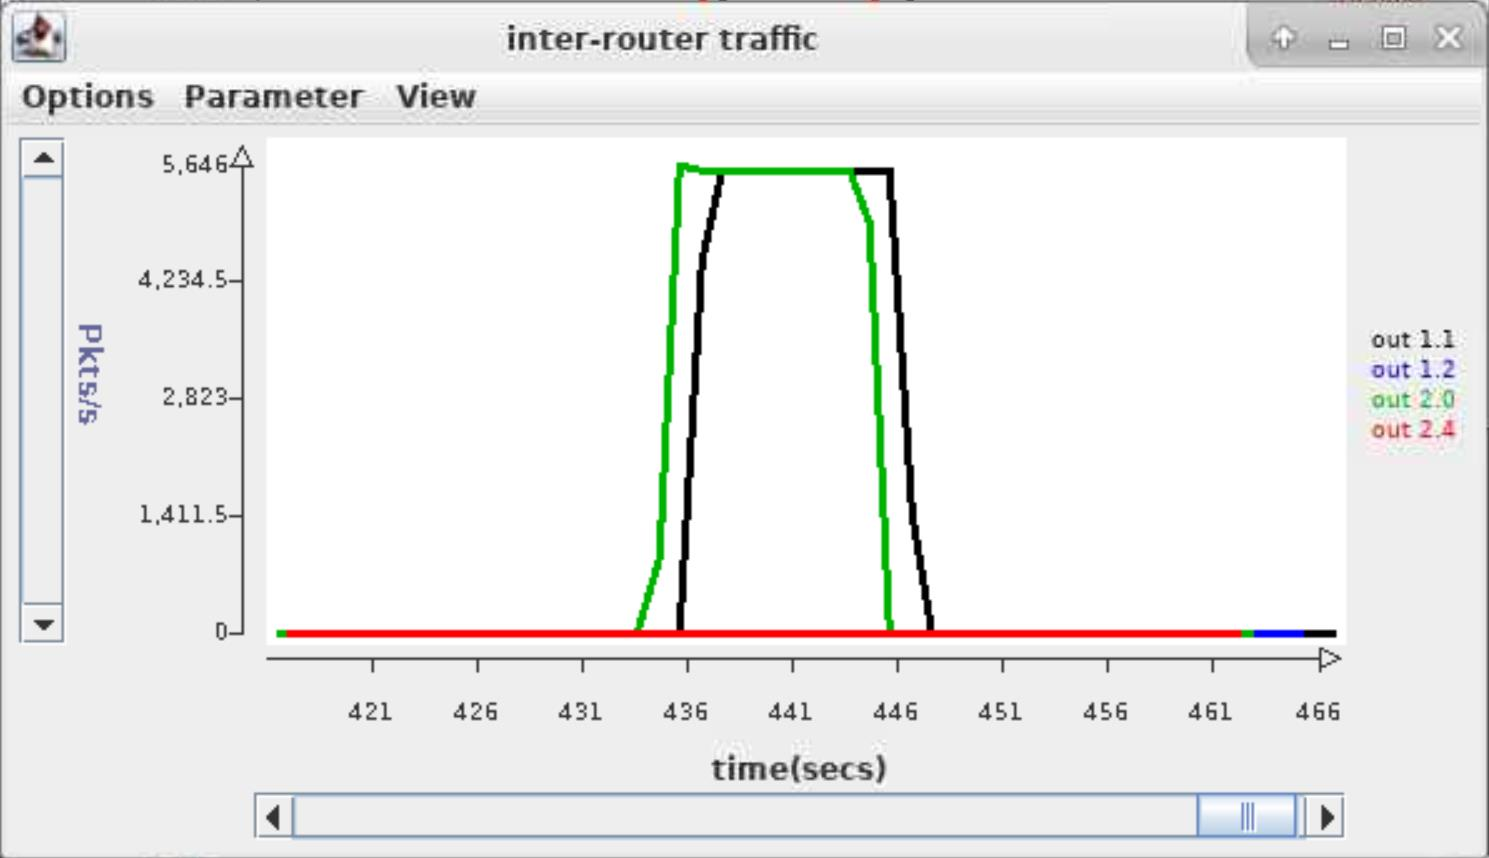 inter-router traffic
Options Parameter View
5,646
4,234.5
2,823
1,411.5
0
Pkts/s
out 1.1
out 1.2
out 2.0
out 2.4
421 426 431 436 441 446 451 456 461 466
time(secs)